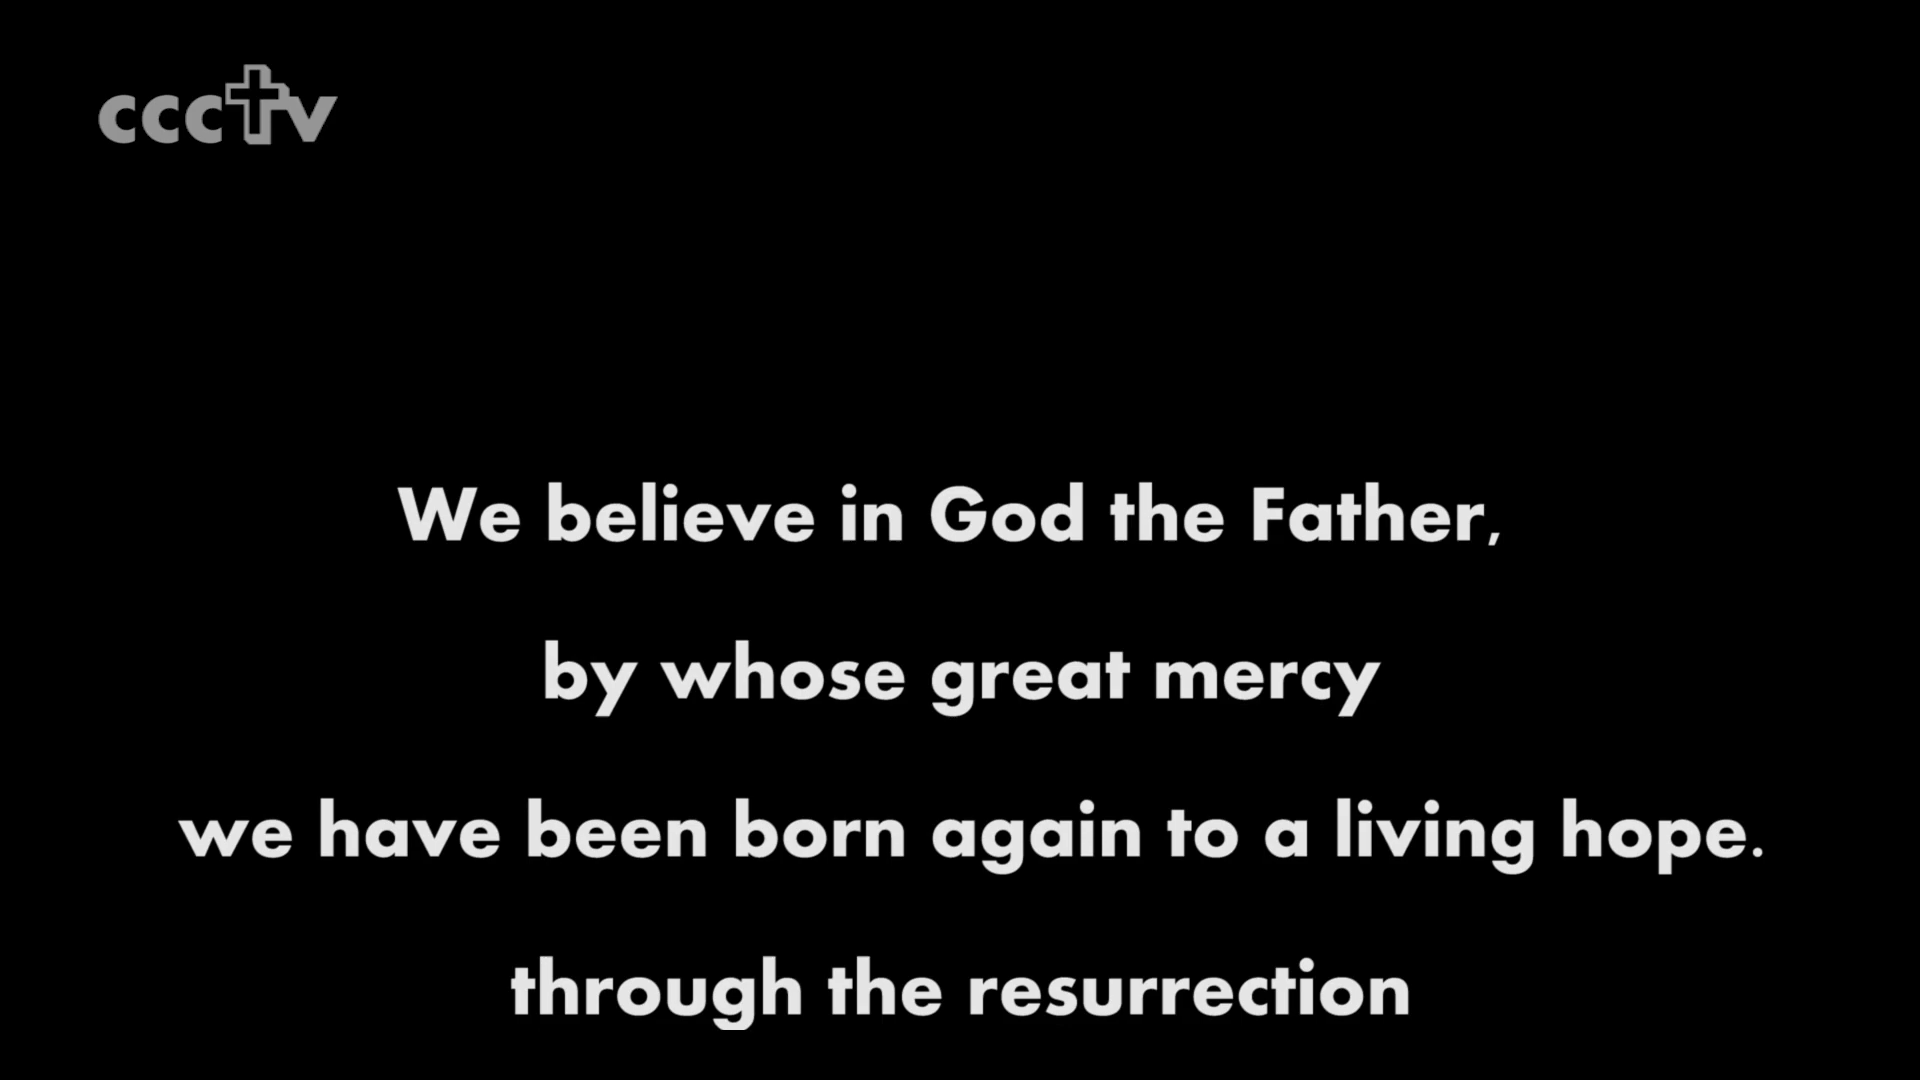 ccctv
We believe in God the Father,
by whose great mercy
we have been born again to a living hope.
through the resurrection